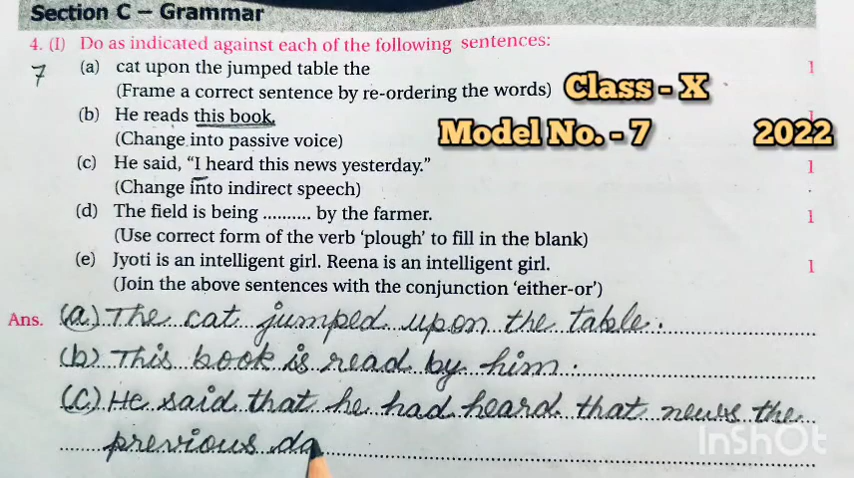 Section C – Grammar
4. (I) Do as indicated against each of the following sentences:
7 (a) cat upon the jumped table the 1
(Frame a correct sentence by re-ordering the words) Class - X
(b) He reads this book. 1
(Change into passive voice) Model No. - 7 2022
(c) He said, “I heard this news yesterday.” 1
(Change into indirect speech)
(d) The field is being .......... by the farmer. 1
(Use correct form of the verb ‘plough’ to fill in the blank)
(e) Jyoti is an intelligent girl. Reena is an intelligent girl. 1
(Join the above sentences with the conjunction ‘either-or’)
Ans. (a) The cat jumped upon the table.
(b) This book is read by him.
(C) He said that he had heard that news the
previous da
InShOt